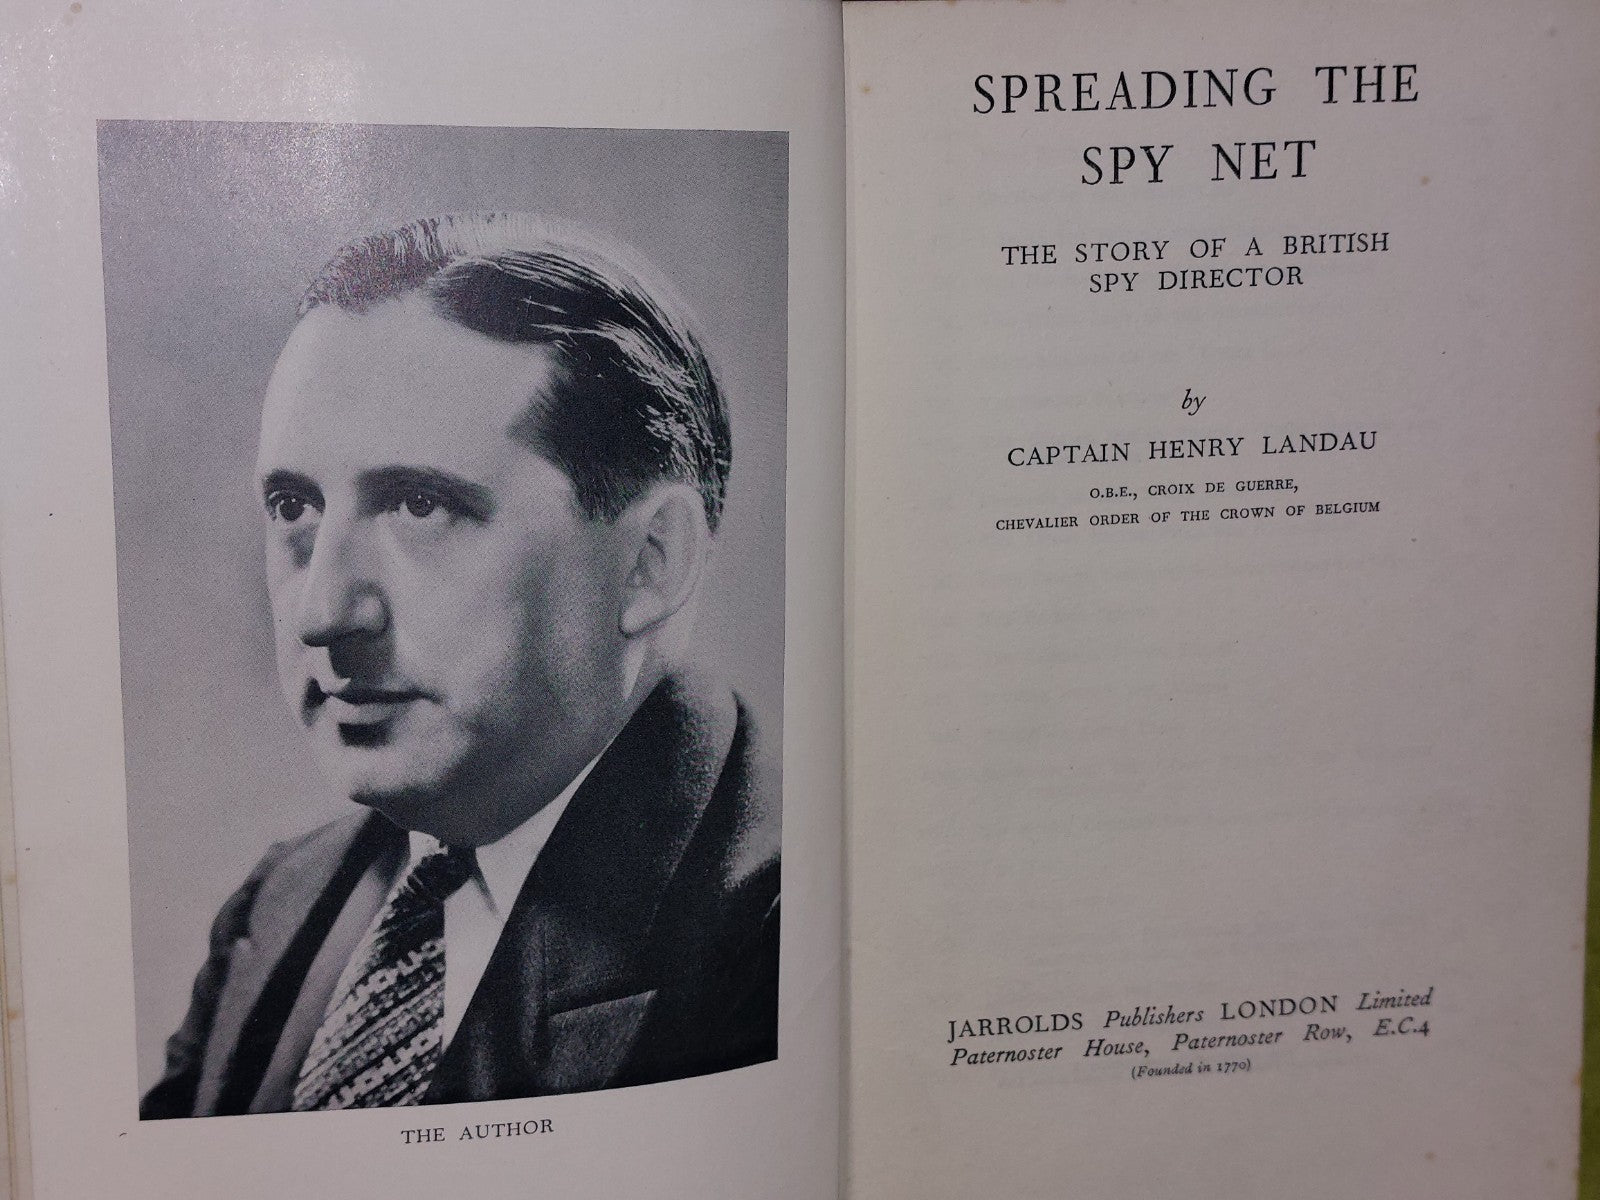 THE AUTHOR
SPREADING THE
SPY NET
THE STORY OF A BRITISH
SPY DIRECTOR
by
CAPTAIN HENRY LANDAU
O.B.E., CROIX DE GUERRE,
CHEVALIER ORDER OF THE CROWN OF BELGIUM
JARROLDS Publishers LONDON Limited
Paternoster House, Paternoster Row, E.C.4
(Founded in 1770)